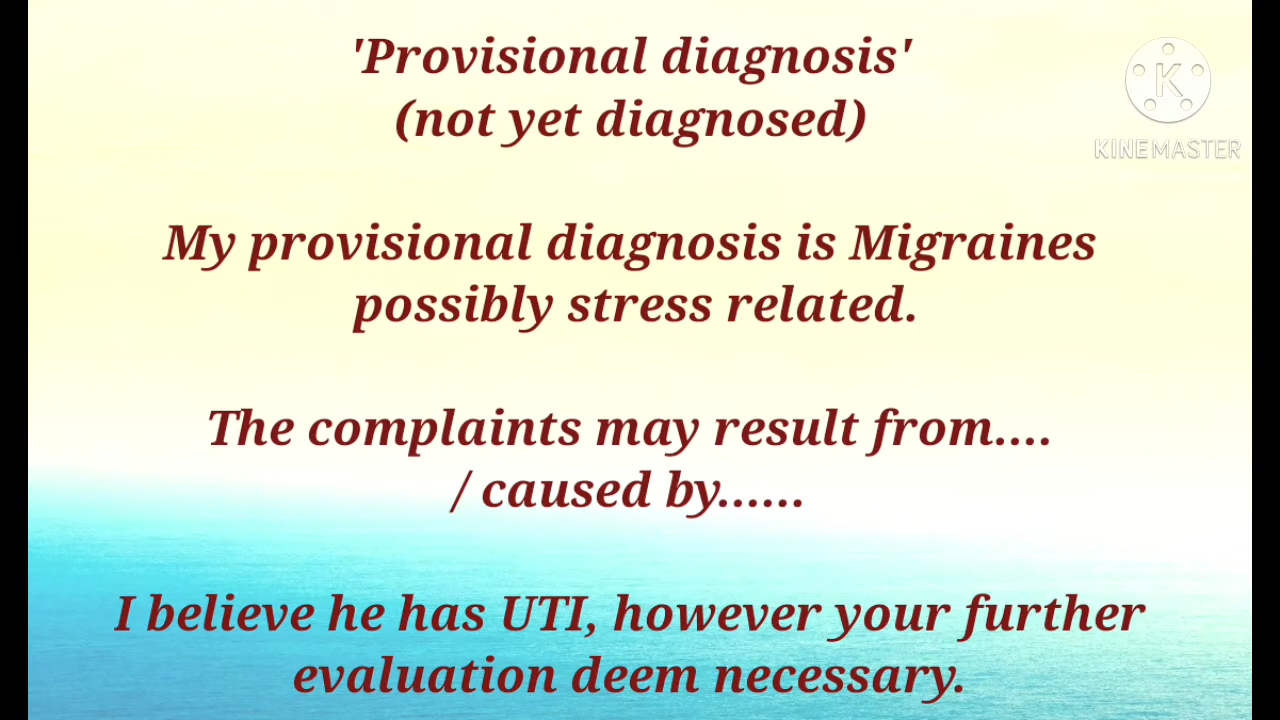 'Provisional diagnosis'
(not yet diagnosed)
K
KINEMASTER
My provisional diagnosis is Migraines
possibly stress related.
The complaints may result from....
/ caused by......
I believe he has UTI, however your further
evaluation deem necessary.